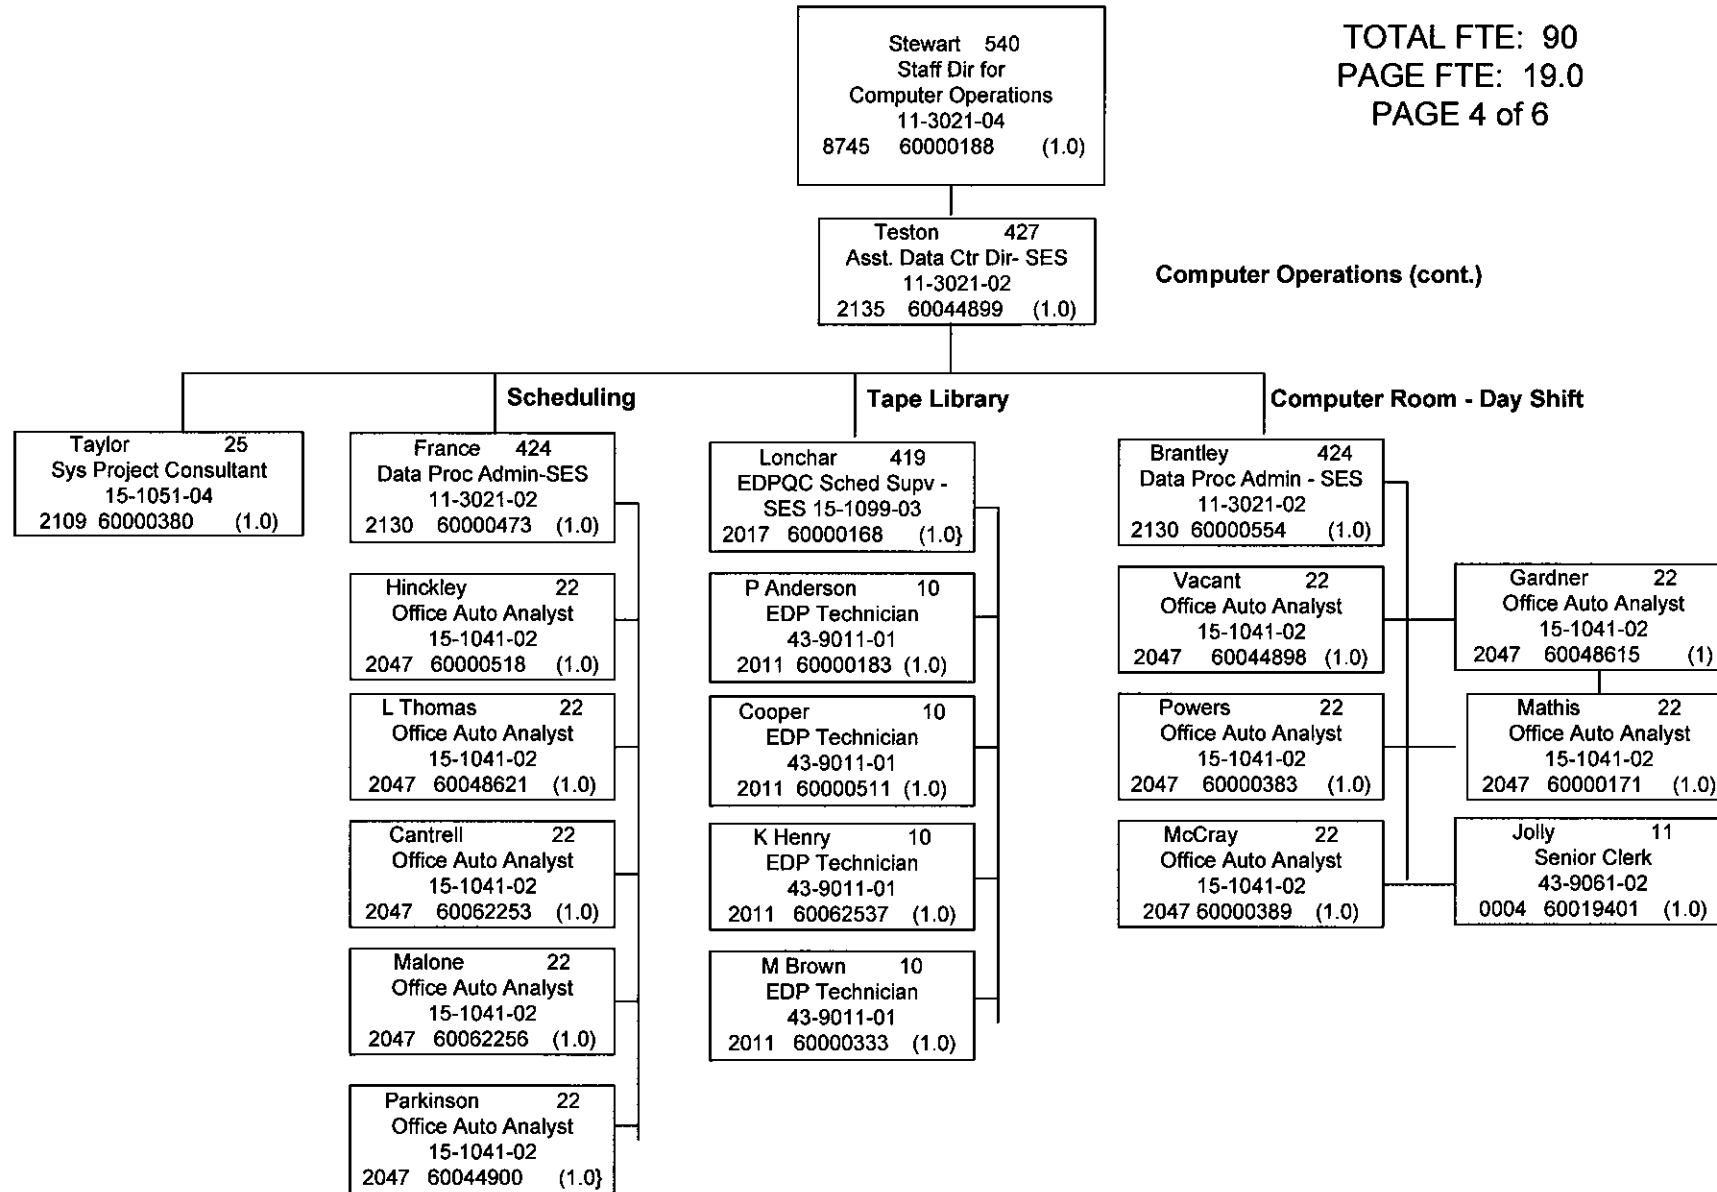 TOTAL FTE: 90
PAGE FTE: 19.0
PAGE 4 of 6
Stewart 540
Staff Dir for
Computer Operations
11-3021-04
8745 60000188 (1.0)
Teston 427
Asst. Data Ctr Dir- SES
11-3021-02
2135 60044899 (1.0)
Computer Operations (cont.)
Taylor 25
Sys Project Consultant
15-1051-04
2109 60000380 (1.0)
Scheduling
France 424
Data Proc Admin-SES
11-3021-02
2130 60000473 (1.0)
Hinckley 22
Office Auto Analyst
15-1041-02
2047 60000518 (1.0)
L Thomas 22
Office Auto Analyst
15-1041-02
2047 60048621 (1.0)
Cantrell 22
Office Auto Analyst
15-1041-02
2047 60062253 (1.0)
Malone 22
Office Auto Analyst
15-1041-02
2047 60062256 (1.0)
Parkinson 22
Office Auto Analyst
15-1041-02
2047 60044900 (1.0}
Tape Library
Lonchar 419
EDPQC Sched Supv -
SES 15-1099-03
2017 60000168 (1.0}
P Anderson 10
EDP Technician
43-9011-01
2011 60000183 (1.0)
Cooper 10
EDP Technician
43-9011-01
2011 60000511 (1.0)
K Henry 10
EDP Technician
43-9011-01
2011 60062537 (1.0)
M Brown 10
EDP Technician
43-9011-01
2011 60000333 (1.0)
Computer Room - Day Shift
Brantley 424
Data Proc Admin - SES
11-3021-02
2130 60000554 (1.0)
Vacant 22
Office Auto Analyst
15-1041-02
2047 60044898 (1.0)
Gardner 22
Office Auto Analyst
15-1041-02
2047 60048615 (1)
Powers 22
Office Auto Analyst
15-1041-02
2047 60000383 (1.0)
Mathis 22
Office Auto Analyst
15-1041-02
2047 60000171 (1.0)
McCray 22
Office Auto Analyst
15-1041-02
2047 60000389 (1.0)
Jolly 11
Senior Clerk
43-9061-02
0004 60019401 (1.0)